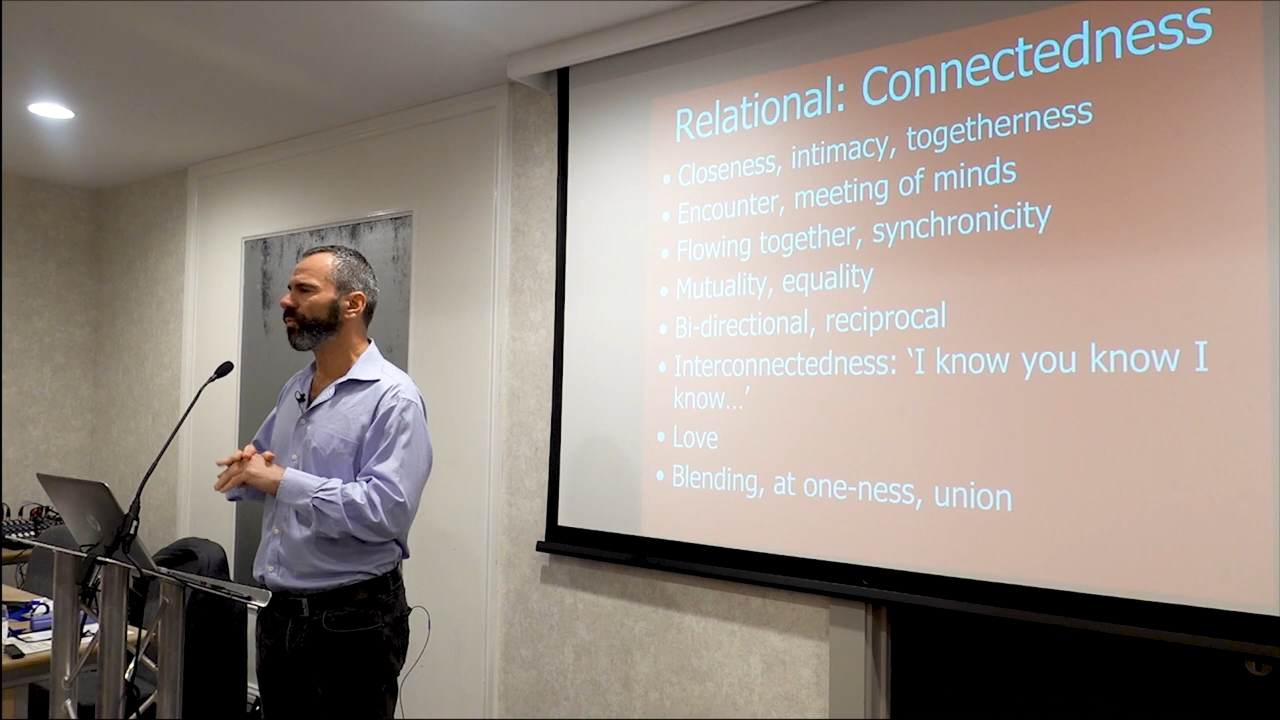 Relational: Connectedness
• Closeness, intimacy, togetherness
• Encounter, meeting of minds
• Flowing together, synchronicity
• Mutuality, equality
• Bi-directional, reciprocal
• Interconnectedness: ‘I know you know I
know...’
• Love
• Blending, at one-ness, union